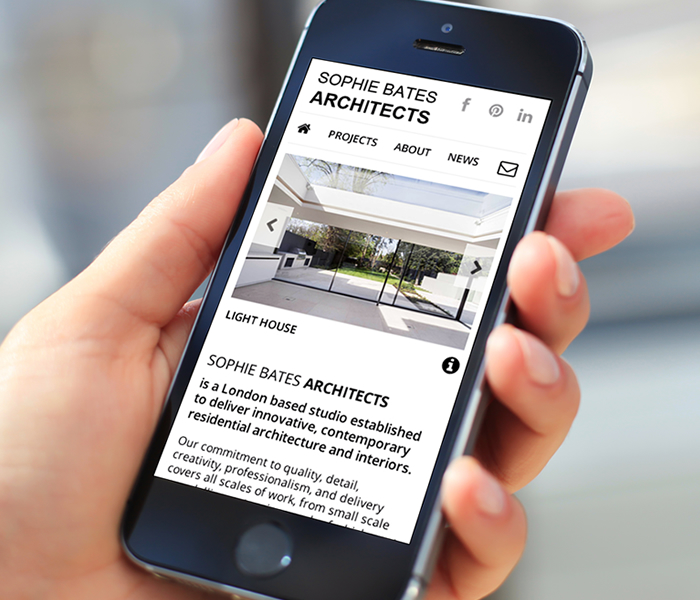 SOPHIE BATES
ARCHITECTS
PROJECTS ABOUT NEWS
LIGHT HOUSE
SOPHIE BATES ARCHITECTS
is a London based studio established
to deliver innovative, contemporary
residential architecture and interiors.
Our commitment to quality, detail,
creativity, professionalism, and delivery
covers all scales of work, from small scale